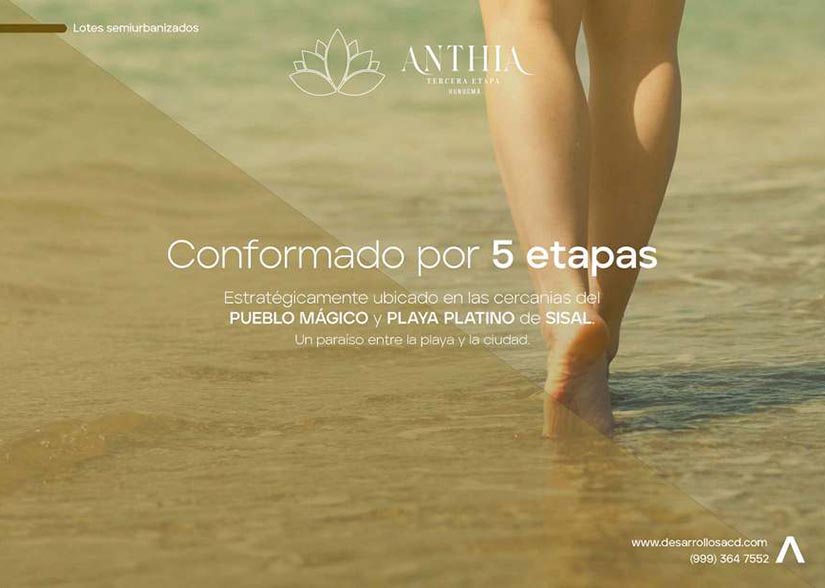 Lotes semiurbanizados
ANTHIA
TERCERA ETAPA
HUNUCMÁ
Conformado por 5 etapas
Estratégicamente ubicado en las cercanias del
PUEBLO MÁGICO y PLAYA PLATINO de SISAL.
Un paraíso entre la playa y la ciudad.
www.desarrollosacd.com
(999) 364 7552